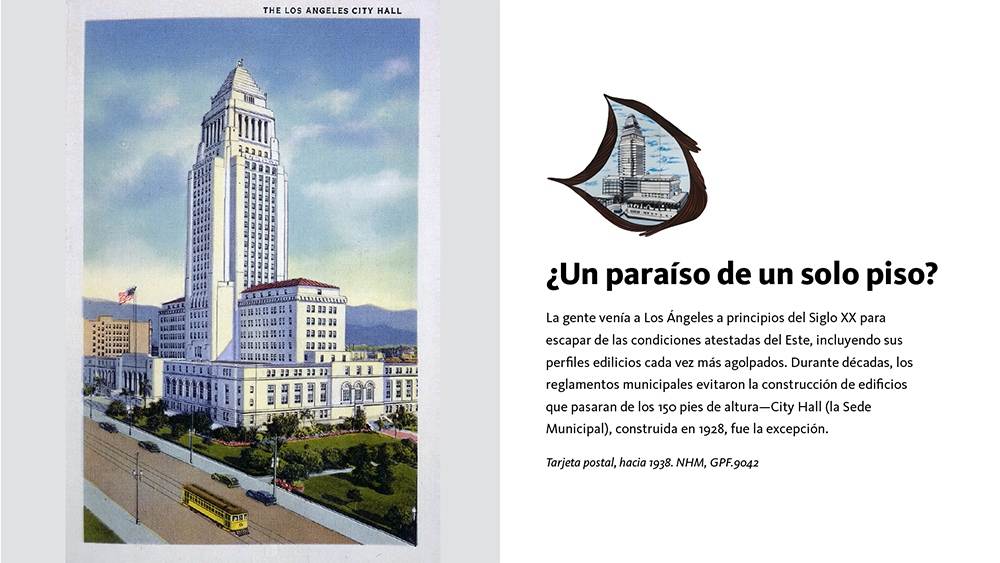 THE LOS ANGELES CITY HALL
¿Un paraíso de un solo piso?
La gente venía a Los Ángeles a principios del Siglo XX para
escapar de las condiciones atestadas del Este, incluyendo sus
perfiles edilicios cada vez más agolpados. Durante décadas, los
reglamentos municipales evitaron la construcción de edificios
que pasaran de los 150 pies de altura—City Hall (la Sede
Municipal), construida en 1928, fue la excepción.
Tarjeta postal, hacia 1938. NHM, GPF.9042